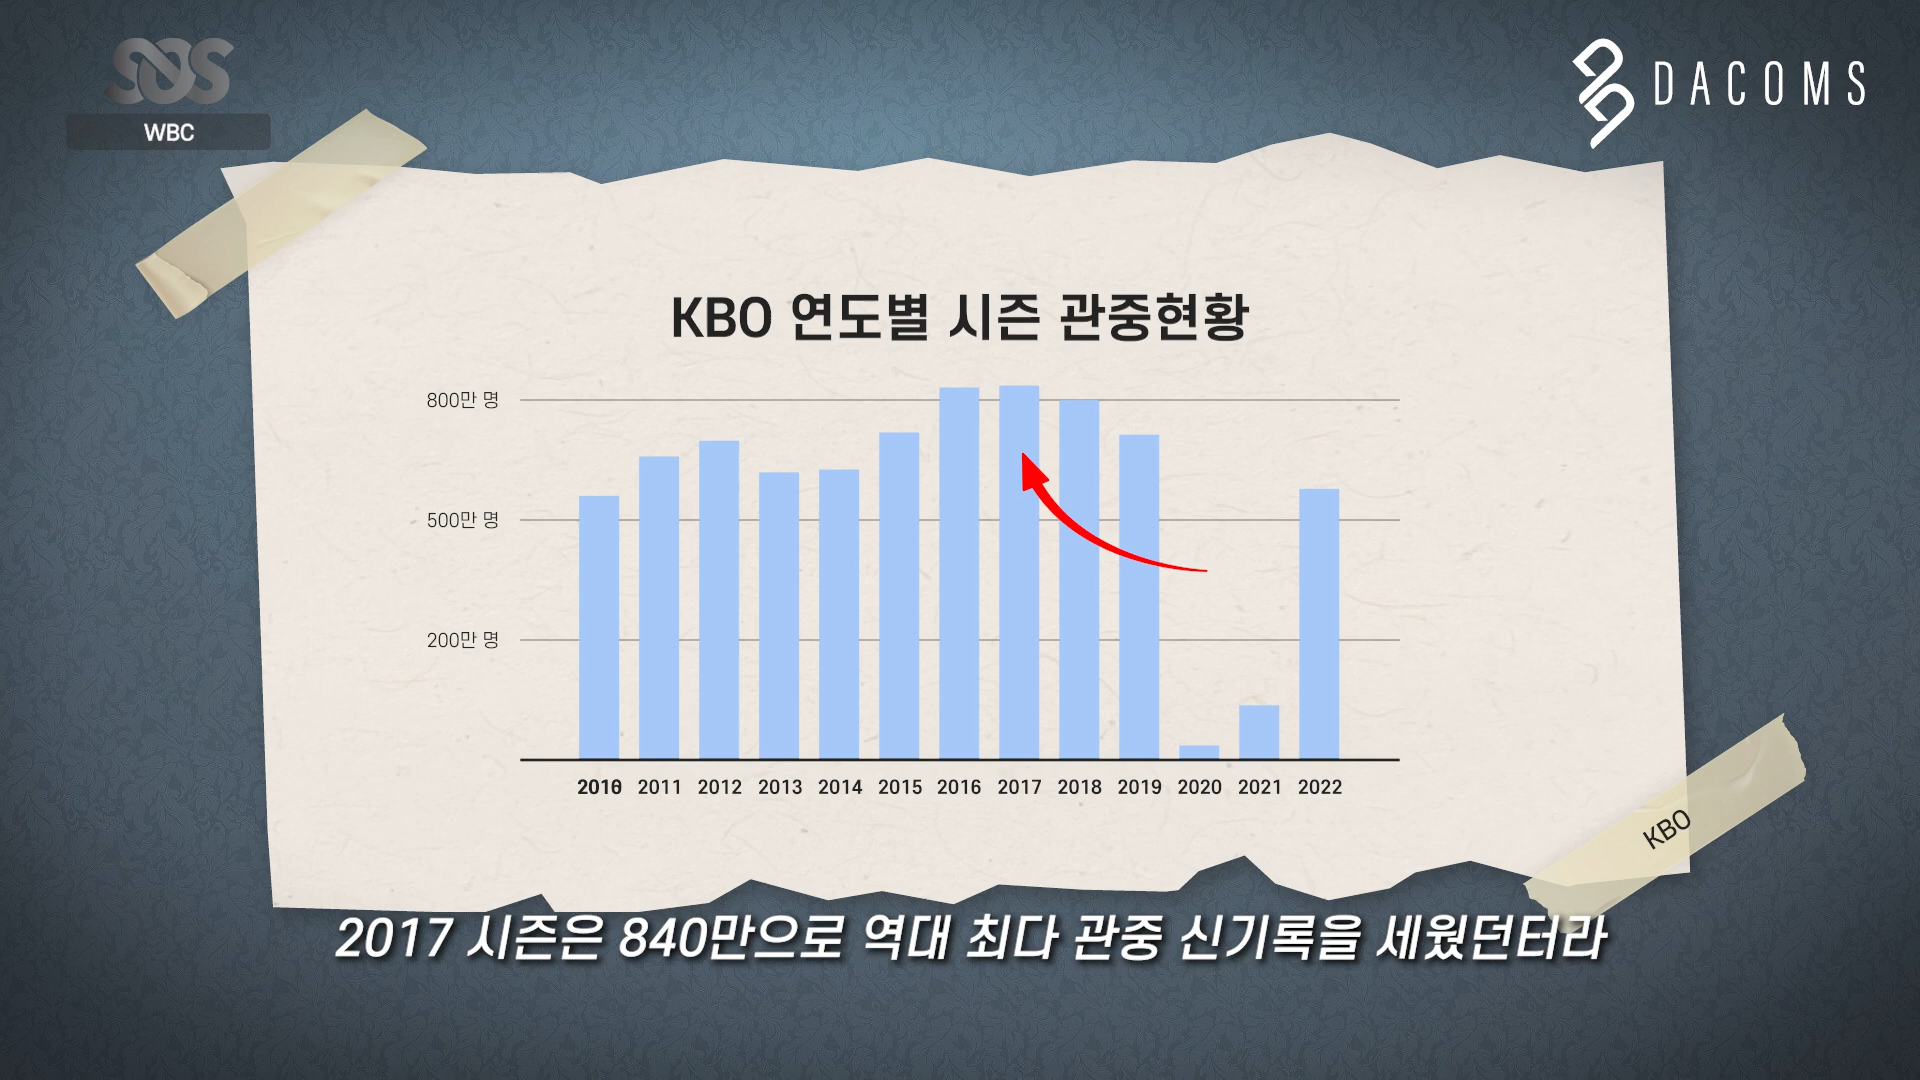 SOS
WBC
DACOMS
KBO 연도별 시즌 관중현황
800만 명
500만 명
200만 명
2010 2011 2012 2013 2014 2015 2016 2017 2018 2019 2020 2021 2022
KBO
2017 시즌은 840만으로 역대 최다 관중 신기록을 세웠던터라